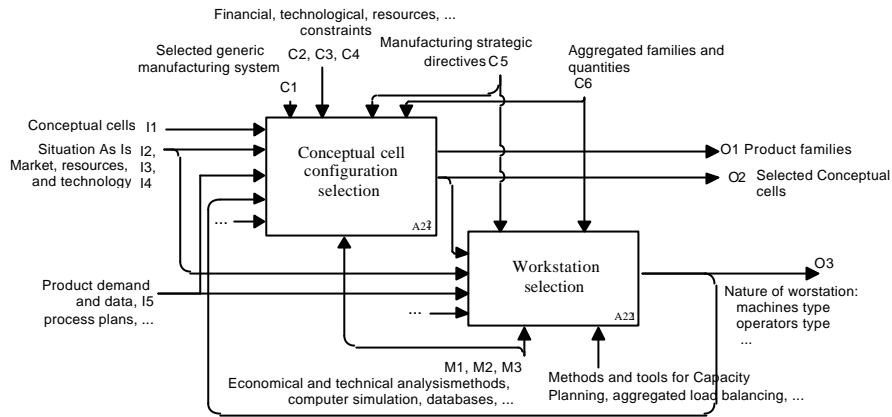 Financial, technological, resources, ...
constraints
C2, C3, C4
Selected generic
manufacturing system
C1
Manufacturing strategic
directives C5
Aggregated families and
quantities
C6
Conceptual cells I1
Situation As Is I2,
Market, resources, I3,
and technology I4
...
Conceptual cell
configuration
selection
O1 Product families
O2 Selected Conceptual
cells
Product demand
and data, I5
process plans, ...
...
Workstation
selection
O3
Nature of worstation:
machines type
operators type
...
M1, M2, M3
Economical and technical analysismethods,
computer simulation, databases, ...
Methods and tools for Capacity
Planning, aggregated load balancing, ...